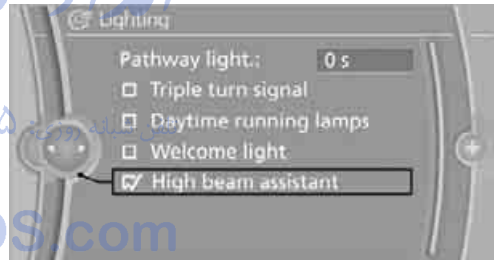 Lighting
Pathway light.: 0 s
Triple turn signal
Daytime running lamps
Welcome light
High beam assistant
S.com